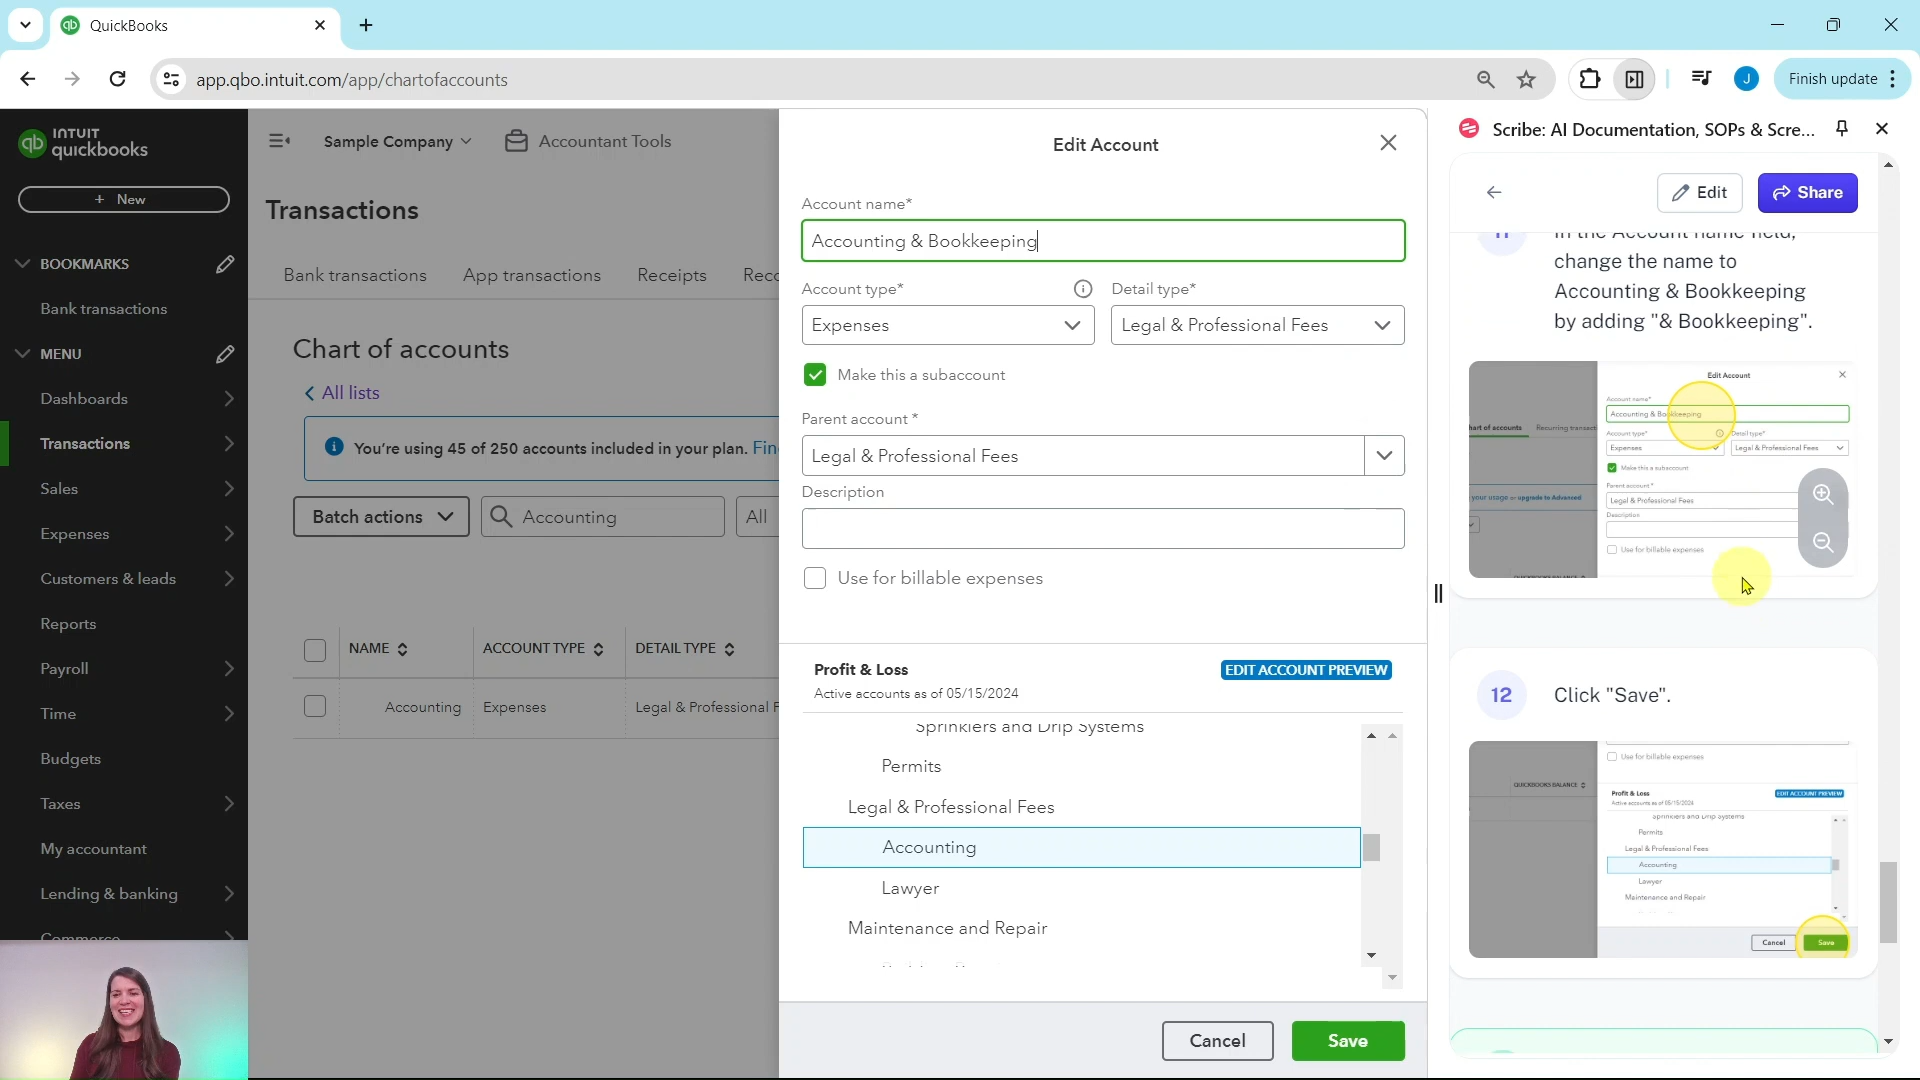 QuickBooks
app.qbo.intuit.com/app/chartofaccounts
J
Finish update
INTUIT
quickbooks
+ New
BOOKMARKS
Bank transactions
MENU
Dashboards
Transactions
Sales
Expenses
Customers & leads
Reports
Payroll
Time
Budgets
Taxes
My accountant
Lending & banking
Commerce
Sample Company
Accountant Tools
Transactions
Bank transactions
App transactions
Receipts
Reco
Chart of accounts
All lists
You're using 45 of 250 accounts included in your plan. Fin
Batch actions
Accounting
All
NAME
ACCOUNT TYPE
DETAIL TYPE
Accounting
Expenses
Legal & Professional F
Edit Account
Account name*
Accounting & Bookkeeping
Account type*
Detail type*
Expenses
Legal & Professional Fees
Make this a subaccount
Parent account *
Legal & Professional Fees
Description
Use for billable expenses
Profit & Loss
EDIT ACCOUNT PREVIEW
Active accounts as of 05/15/2024
Sprinklers and Drip Systems
Permits
Legal & Professional Fees
Accounting
Lawyer
Maintenance and Repair
Cancel
Save
Scribe: AI Documentation, SOPs & Scre...
Edit
Share
11
In the Account name field,
change the name to
Accounting & Bookkeeping
by adding "& Bookkeeping".
Edit Account
Account name*
Accounting & Bookkeeping
hart of accounts
Recurring transact
Account type*
Detail type*
Expenses
Legal & Professional Fees
Make this a subaccount
Parent account *
your usage or upgrade to Advanced
Legal & Professional Fees
Description
Use for billable expenses
QUICKBOOKS BALANCE
12
Click "Save".
Use for billable expenses
QUICKBOOKS BALANCE
Profit & Loss
EDIT ACCOUNT PREVIEW
Active accounts as of 05/15/2024
Sprinklers and Drip Systems
Permits
Legal & Professional Fees
Accounting
Lawyer
Maintenance and Repair
Cancel
Save